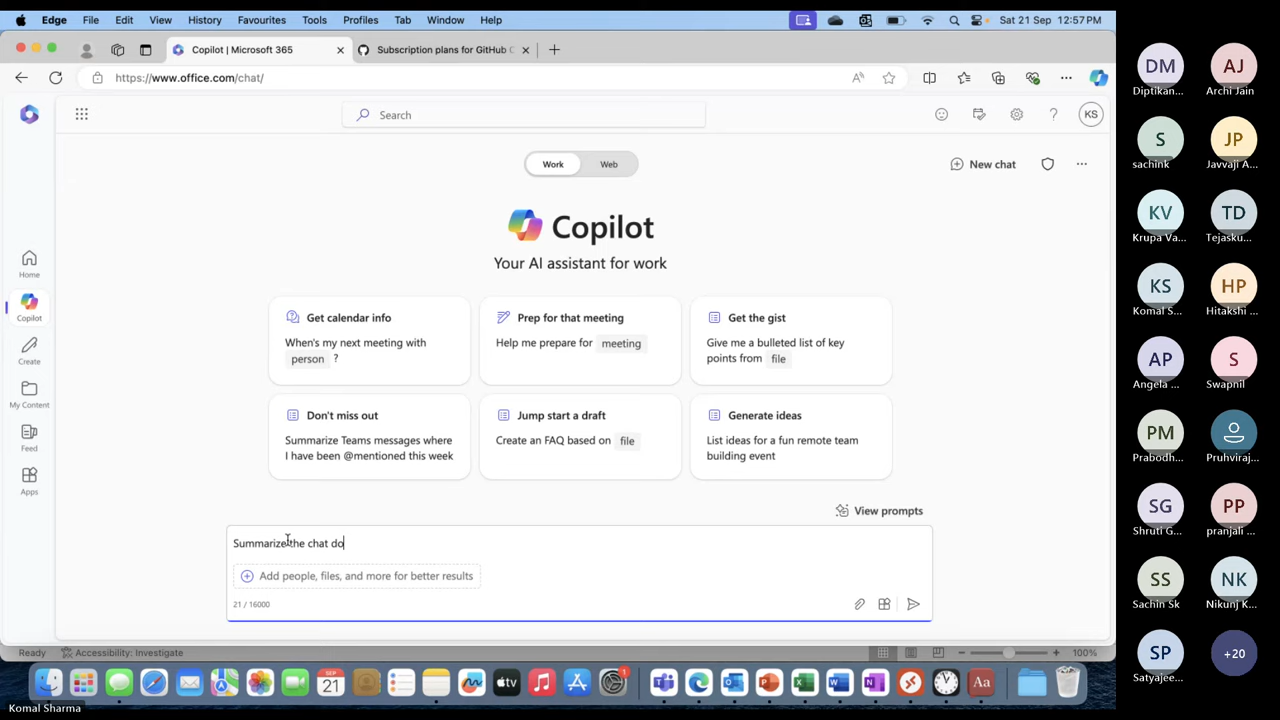 Edge File Edit View History Favourites Tools Profiles Tab Window Help Sat 21 Sep 12:57PM
Copilot | Microsoft 365 Subscription plans for GitHub C
https://www.office.com/chat/
Search
KS
Work Web
New chat
Copilot
Your AI assistant for work
Home
Copilot
Create
My Content
Feed
Apps
Get calendar info
When's my next meeting with
person ?
Prep for that meeting
Help me prepare for meeting
Get the gist
Give me a bulleted list of key
points from file
Don't miss out
Summarize Teams messages where
I have been @mentioned this week
Jump start a draft
Create an FAQ based on file
Generate ideas
List ideas for a fun remote team
building event
View prompts
Summarize the chat do
Add people, files, and more for better results
21 / 16000
Ready Accessibility: Investigate 100%
SEP
21
1
tv
Aa
Komal Sharma
DM AJ
Diptikan... Archi Jain
S JP
sachink Javvaji A...
KV TD
Krupa Va... Tejasku...
KS HP
Komal S... Hitakshi ...
AP S
Angela ... Swapnil
PM
Prabodh... Pruhviraj...
SG PP
Shruti G... pranjali ...
SS NK
Sachin Sk Nikunj K...
SP +20
Satyajee...